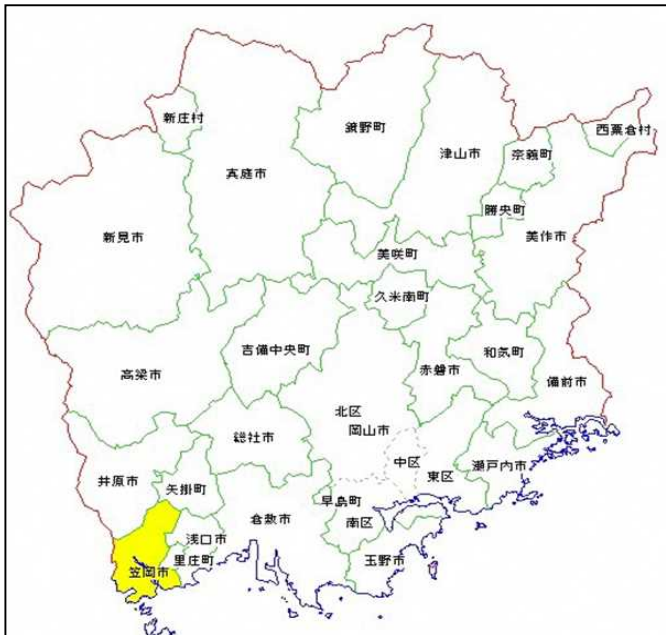 新庄村
真庭市
鏡野町
津山市
奈義町
西粟倉村
勝央町
新見市
美作市
美咲町
久米南町
高梁市
吉備中央町
赤磐市
和気町
備前市
北区
岡山市
総社市
中区
東区
瀬戸内市
井原市
矢掛町
早島町
倉敷市
南区
浅口市
里庄町
玉野市
笠岡市